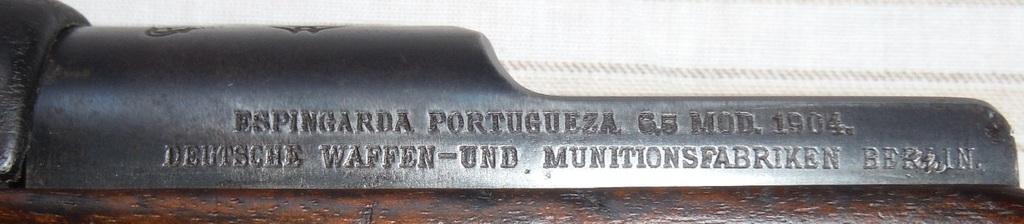 ESPINGARDA PORTUGUEZA 6,5 MOD. 1904.
DEUTSCHE WAFFEN-UND MUNITIONSFABRIKEN BERLIN.